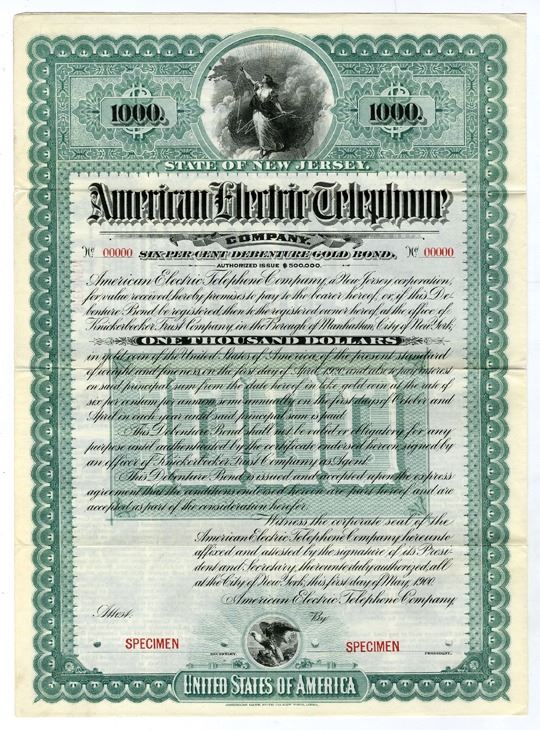 1000. 1000.
STATE OF NEW JERSEY.
American Electric Telephone
COMPANY.
No 00000 SIX PER CENT DEBENTURE GOLD BOND, No 00000
AUTHORIZED ISSUE $500,000.
American Electric Telephone Company, a New Jersey corporation,
for value received hereby promises to pay to the bearer hereof, or, if this De-
benture Bond be registered, then to the registered owner hereof, at the office of
Knickerbocker Trust Company, in the Borough of Manhattan, City of New York,
ONE THOUSAND DOLLARS
in gold coin of the United States of America, of the present standard
of weight and fineness, on the first day of April, and also to pay interest
on said principal sum from the date hereof in like gold coin at the rate of
six per centum per annum, semi annually on the first days of October and
April in each year until said principal sum is paid.
This Debenture Bond shall not be valid or obligatory for any
purpose until authenticated by the certificate endorsed hereon, signed by
an officer of Knickerbocker Trust Company as Agent.
This Debenture Bond is issued and accepted upon the express
agreement that the conditions endorsed hereon are part hereof and are
accepted as part of the consideration herefor.
Witness the corporate seal of the
American Electric Telephone Company hereunto
affixed and attested by the signature of its Presi-
dent and Secretary, thereunto duly authorized, all
at the City of New York, this first day of May, 1900.
American Electric Telephone Company,
Attest: By
SPECIMEN SPECIMEN
SECRETARY. PRESIDENT.
UNITED STATES OF AMERICA
1000